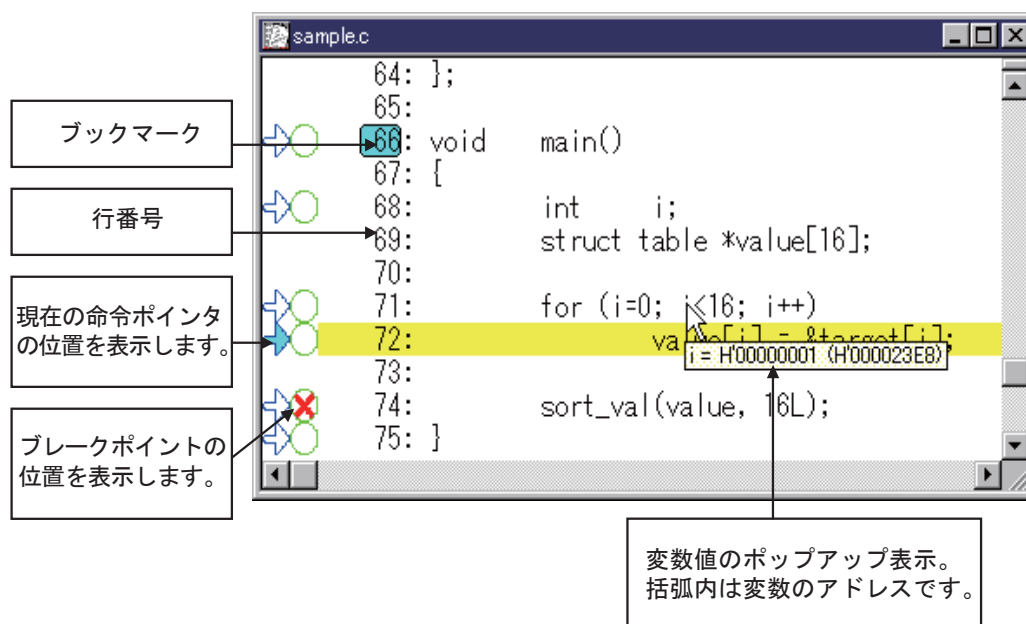 sample.c
64: };
65:
66: void main()
67: {
68: int i;
69: struct table *value[16];
70:
71: for (i=0; i<16; i++)
72: value[i] = &target[i];
i = H'00000001 (H'000023E8)
73:
74: sort_val(value, 16L);
75: }
ブックマーク
行番号
現在の命令ポインタ
の位置を表示します。
ブレークポイントの
位置を表示します。
変数値のポップアップ表示。
括弧内は変数のアドレスです。